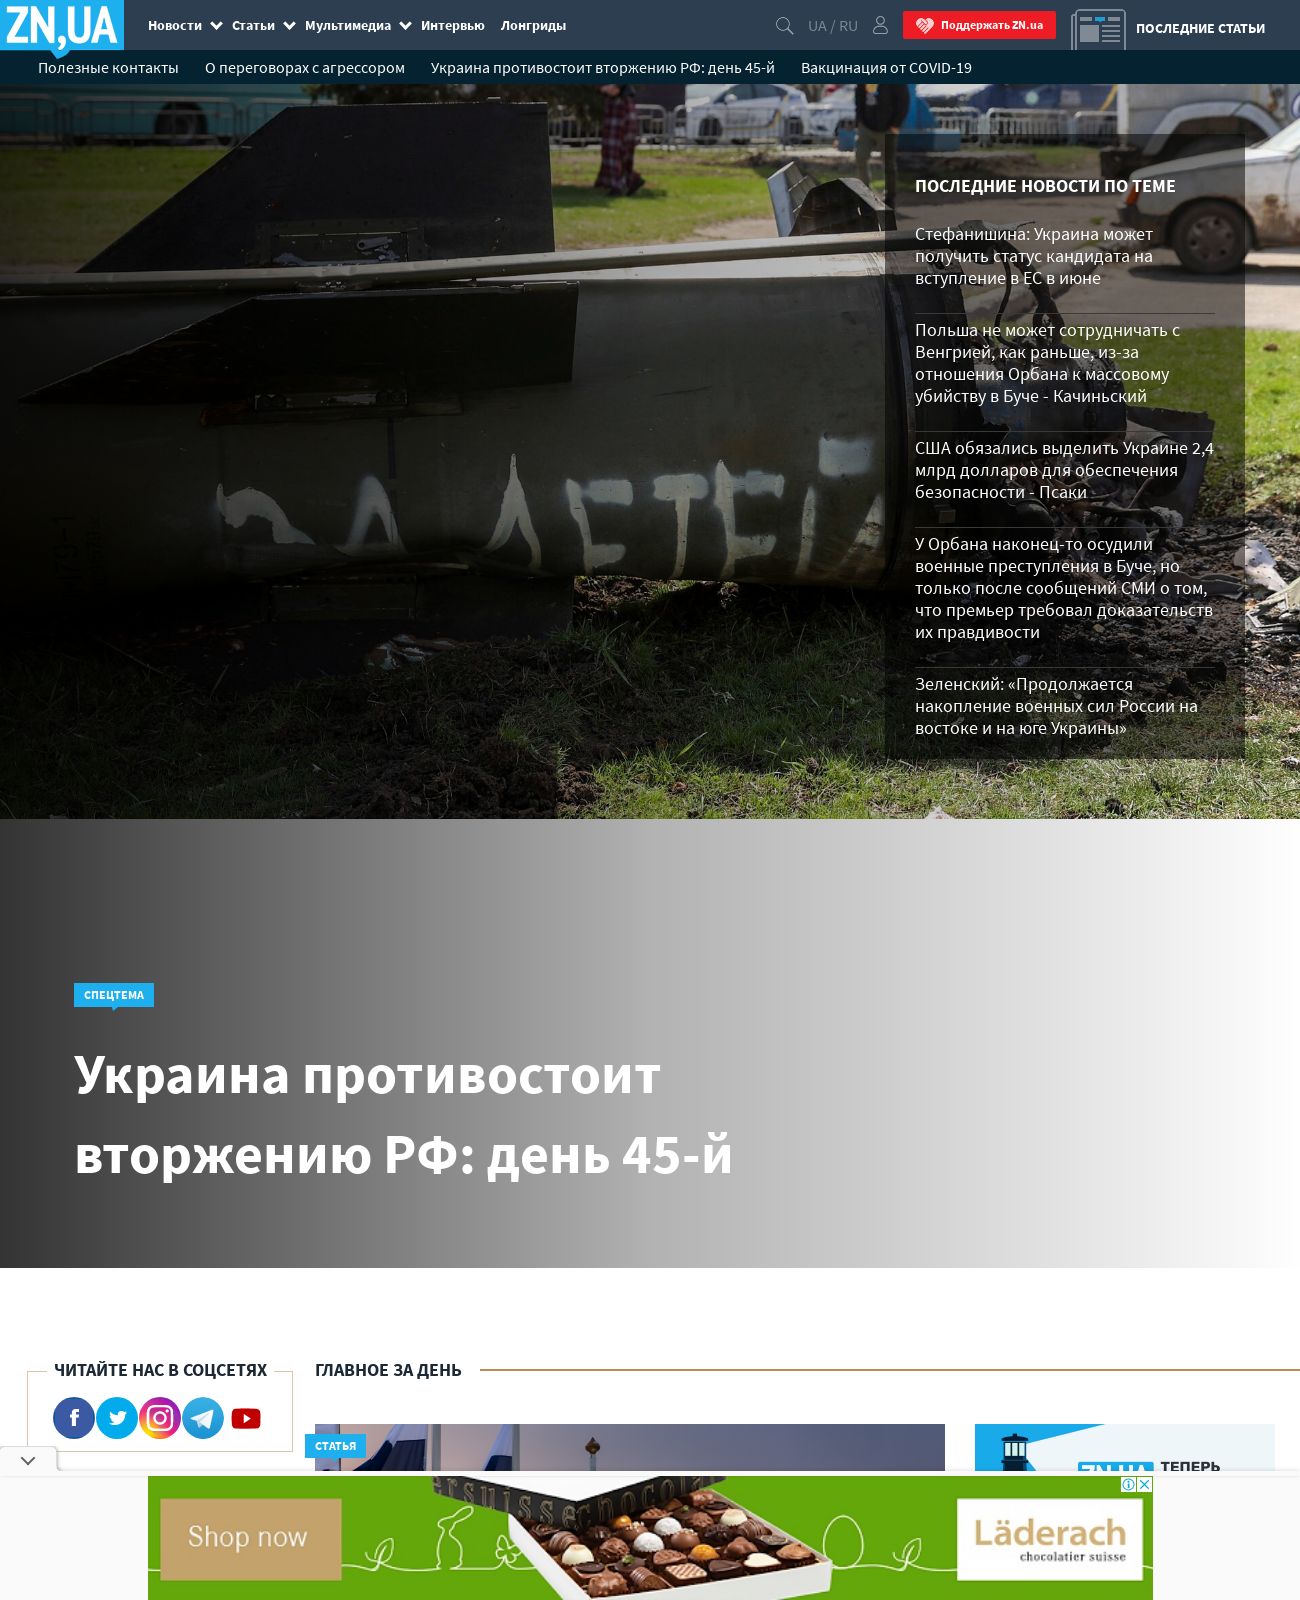 ZN,UA
Новости
Статьи
Мультимедиа
Интервью
Лонгриды
UA / RU
Поддержать ZN.ua
ПОСЛЕДНИЕ СТАТЬИ
Полезные контакты
О переговорах с агрессором
Украина противостоит вторжению РФ: день 45-й
Вакцинация от COVID-19
ЗА ДЕТЕЙ
ПОСЛЕДНИЕ НОВОСТИ ПО ТЕМЕ
Стефанишина: Украина может
получить статус кандидата на
вступление в ЕС в июне
Польша не может сотрудничать с
Венгрией, как раньше, из-за
отношения Орбана к массовому
убийству в Буче - Качиньский
США обязались выделить Украине 2,4
млрд долларов для обеспечения
безопасности - Псаки
У Орбана наконец-то осудили
военные преступления в Буче, но
только после сообщений СМИ о том,
что премьер требовал доказательств
их правдивости
Зеленский: «Продолжается
накопление военных сил России на
востоке и на юге Украины»
СПЕЦТЕМА
Украина противостоит
вторжению РФ: день 45-й
ЧИТАЙТЕ НАС В СОЦСЕТЯХ
ГЛАВНОЕ ЗА ДЕНЬ
СТАТЬЯ
ZN,UA ТЕПЕРЬ
Shop now
Läderach
chocolatier suisse